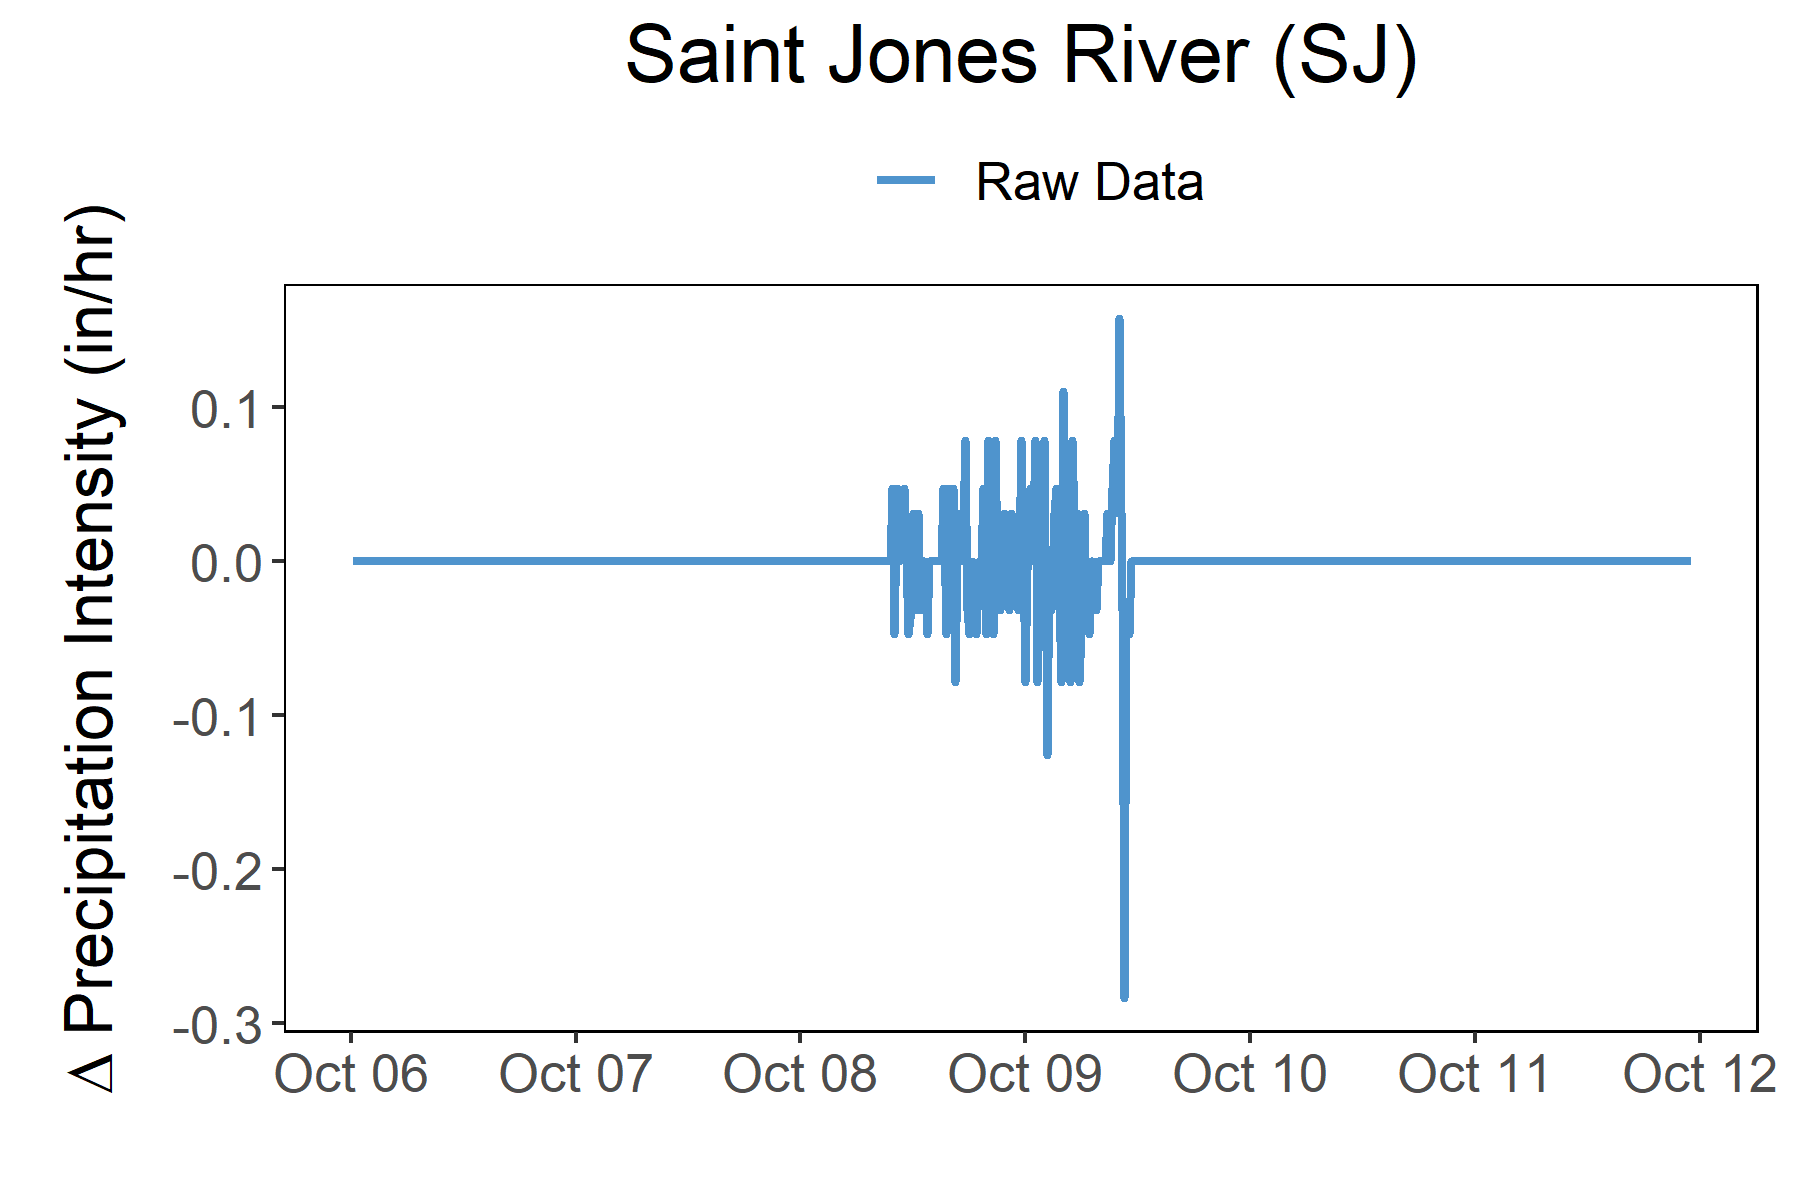 Saint Jones River (SJ)
Raw Data
Δ Precipitation Intensity (in/hr)
0.1
0.0
-0.1
-0.2
-0.3
Oct 06 Oct 07 Oct 08 Oct 09 Oct 10 Oct 11 Oct 12